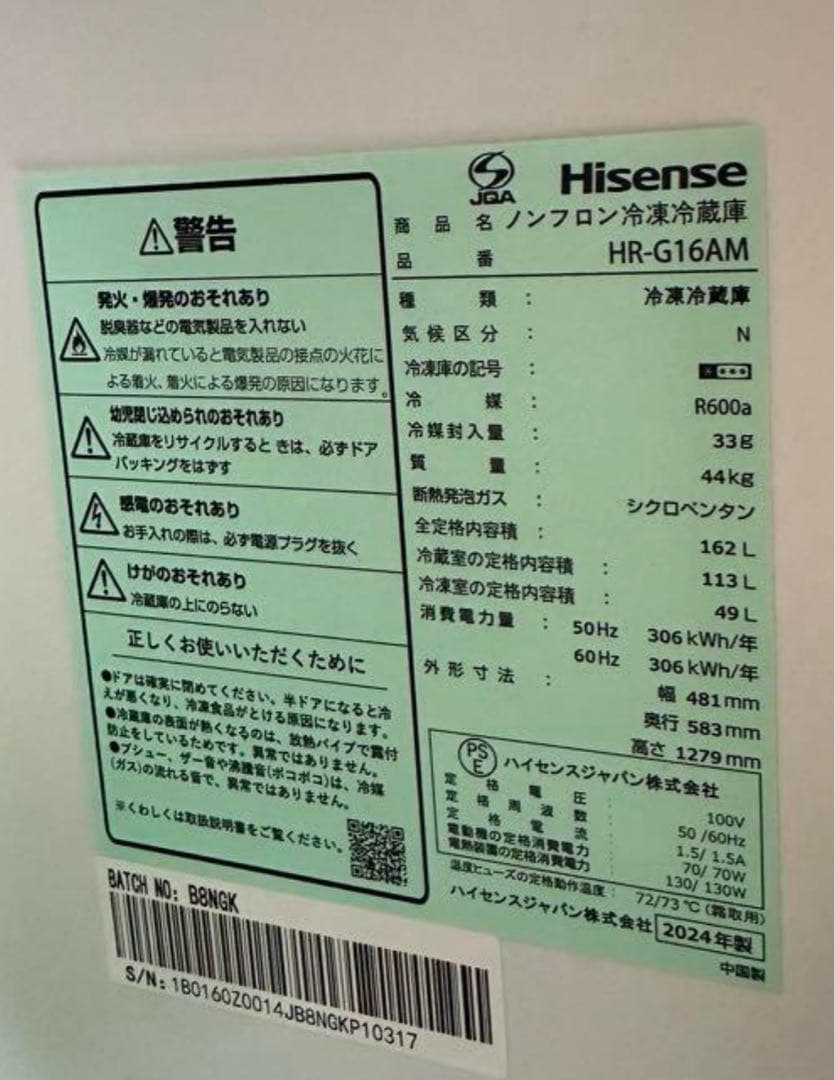 警告
発火・爆発のおそれあり
脱臭器などの電気製品を入れない
冷媒が漏れていると電気製品の接点の火花に
よる着火、着火による爆発の原因になります。
幼児閉じ込められのおそれあり
冷蔵庫をリサイクルするときは、必ずドア
パッキングをはずす
感電のおそれあり
お手入れの際は、必ず電源プラグを抜く
けがのおそれあり
冷蔵庫の上にのらない
正しくお使いいただくために
●ドアは確実に閉めてください。半ドアになると冷
えが悪くなり、冷凍食品がとける原因になります。
●冷蔵庫の表面が熱くなるのは、放熱パイプで露付
防止をしているためです。異常ではありません。
●プシュー、ザー音や沸騰音(ポコポコ)は、冷媒
(ガス)の流れる音で、異常ではありません。
※くわしくは取扱説明書をご覧ください。
JQA Hisense
商品名 ノンフロン冷凍冷蔵庫
品番 HR-G16AM
種類 : 冷凍冷蔵庫
気候区分 : N
冷凍庫の記号 :
冷媒 : R600a
冷媒封入量 : 33g
質量 : 44kg
断熱発泡ガス : シクロペンタン
全定格内容積 : 162 L
冷蔵室の定格内容積 : 113 L
冷凍室の定格内容積 : 49 L
消費電力量 : 50Hz 306 kWh/年
60Hz 306 kWh/年
外形寸法 : 幅 481mm
奥行 583mm
高さ 1279mm
PSE ハイセンスジャパン株式会社
定格電圧 : 100V
定格周波数 : 50/60Hz
定格電流 : 1.5/ 1.5A
電動機の定格消費電力 : 70/ 70W
電熱装置の定格消費電力 : 130/ 130W
温度ヒューズの定格動作温度 : 72/73℃(霜取用)
ハイセンスジャパン株式会社 2024年製
中国製
BATCH NO: B8NGK
S/N: 1B0160Z0014JB8NGKP10317